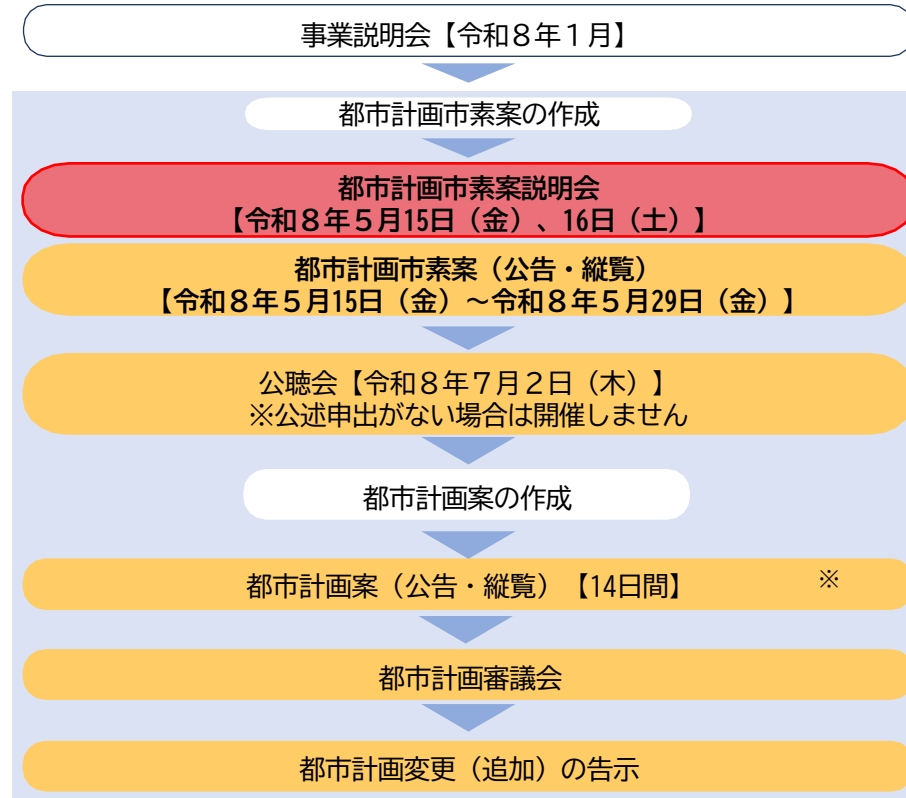 事業説明会【令和８年１月】
都市計画市素案の作成
都市計画市素案説明会
【令和８年５月15日（金）、16日（土）】
都市計画市素案（公告・縦覧）
【令和８年５月15日（金）～令和８年５月29日（金）】
公聴会【令和８年７月２日（木）】
※公述申出がない場合は開催しません
都市計画案の作成
都市計画案（公告・縦覧）【14日間】 ※
都市計画審議会
都市計画変更（追加）の告示